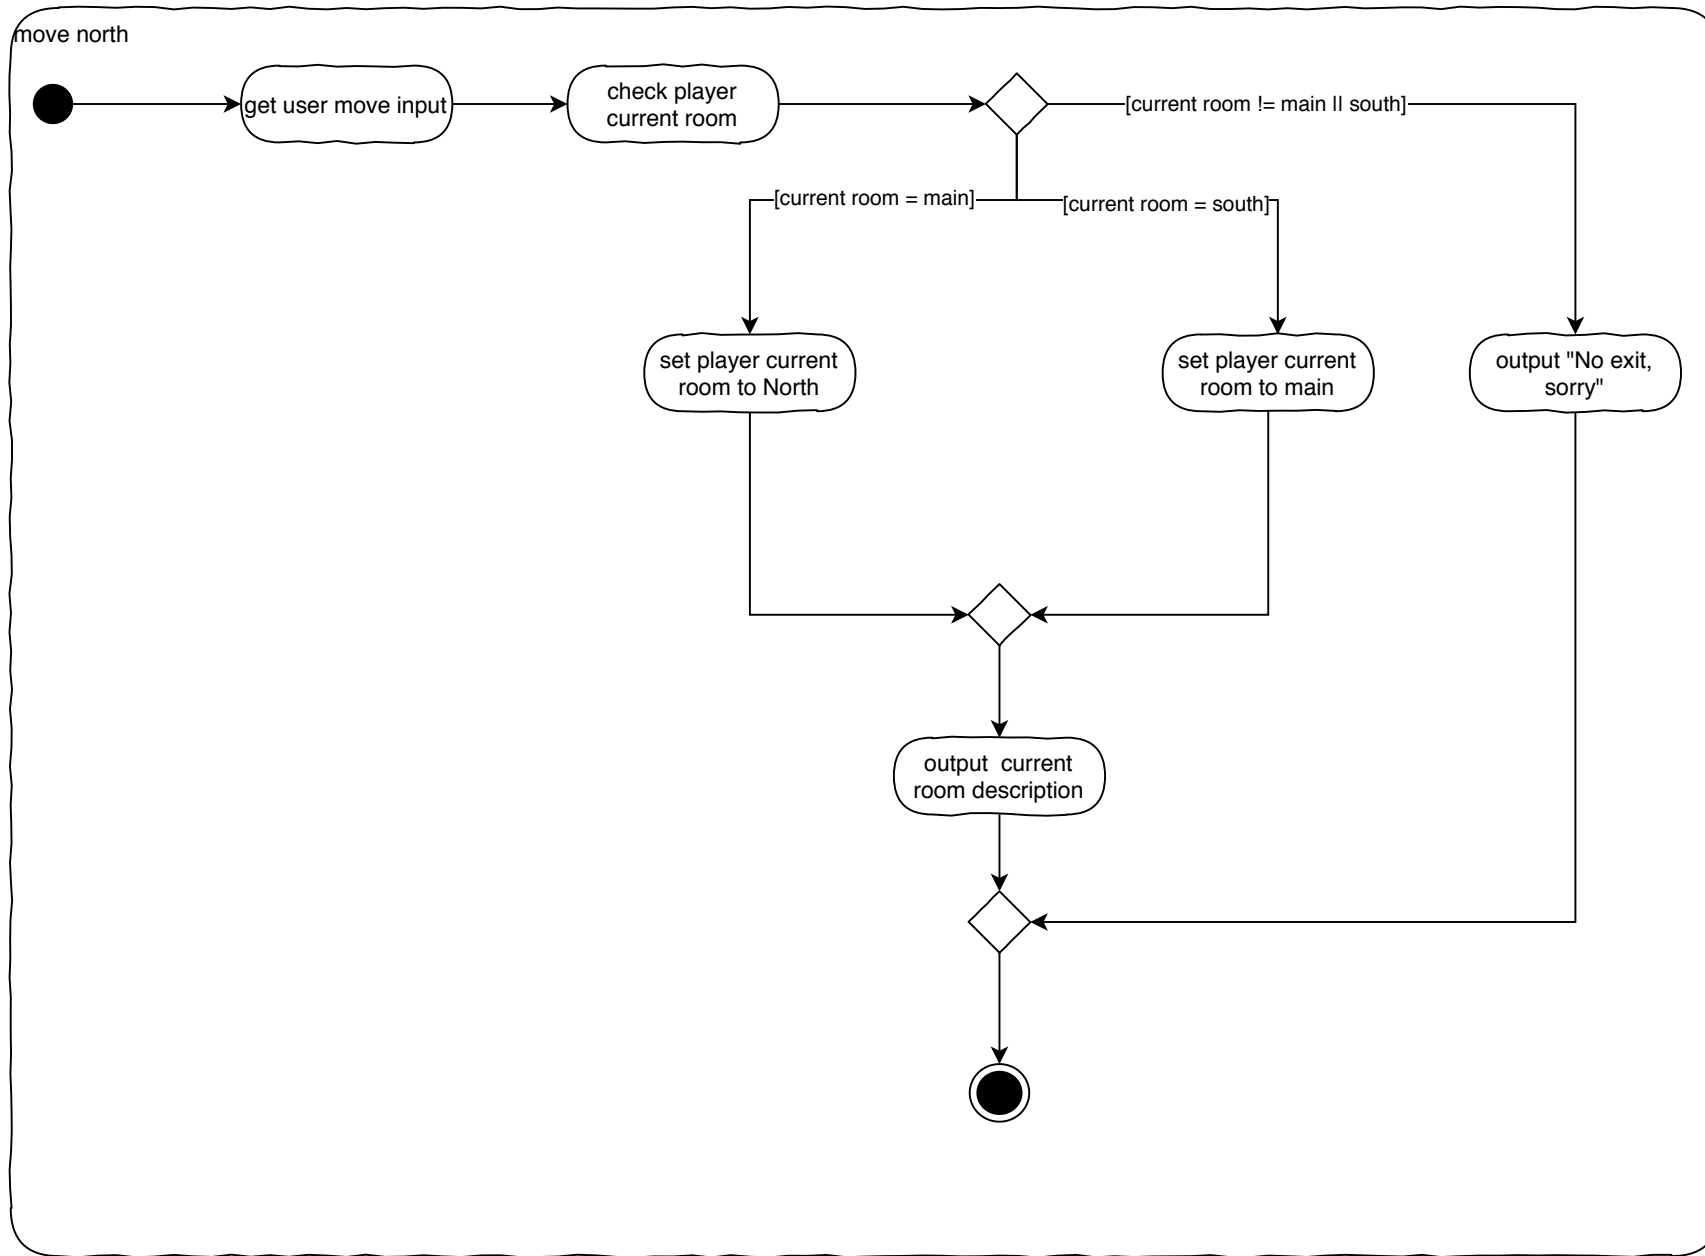 move north
get user move input
check player
current room
[current room != main || south]
[current room = main]
[current room = south]
set player current
room to North
set player current
room to main
output "No exit,
sorry"
output  current
room description